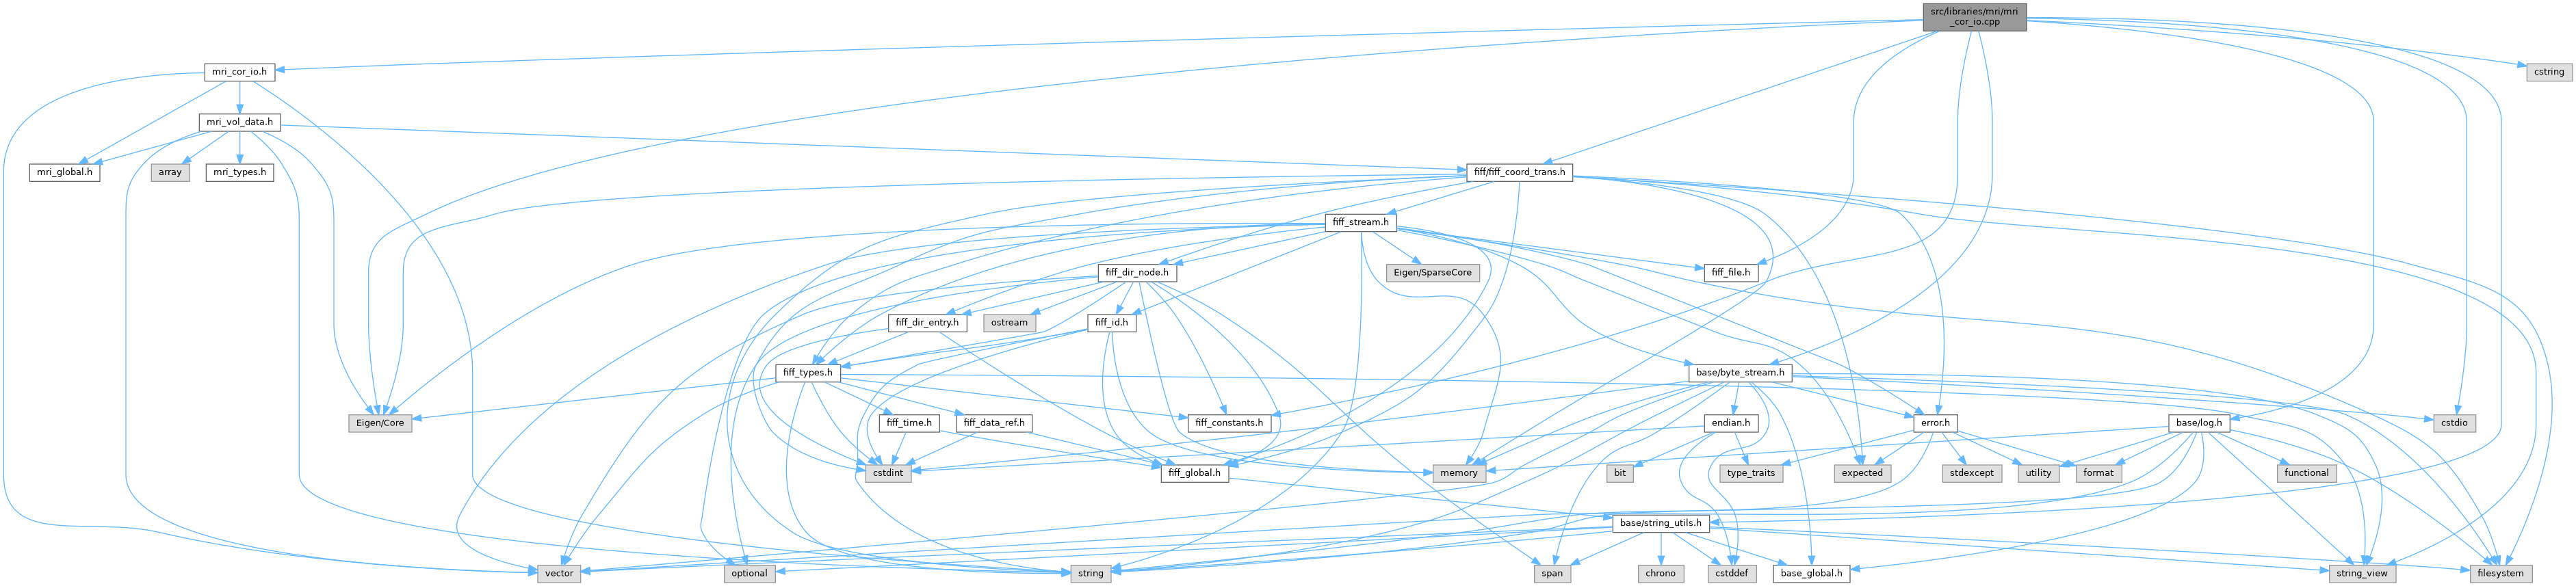 src/libraries/mri/mri
_cor_io.cpp
mri_cor_io.h
cstring
mri_vol_data.h
mri_global.h
array
mri_types.h
fiff/fiff_coord_trans.h
fiff_stream.h
fiff_dir_node.h
Eigen/SparseCore
fiff_file.h
fiff_dir_entry.h
ostream
fiff_id.h
fiff_types.h
base/byte_stream.h
Eigen/Core
fiff_time.h
fiff_data_ref.h
fiff_constants.h
endian.h
error.h
base/log.h
cstdio
cstdint
fiff_global.h
memory
bit
type_traits
expected
stdexcept
utility
format
functional
base/string_utils.h
vector
optional
string
span
chrono
cstddef
base_global.h
string_view
filesystem